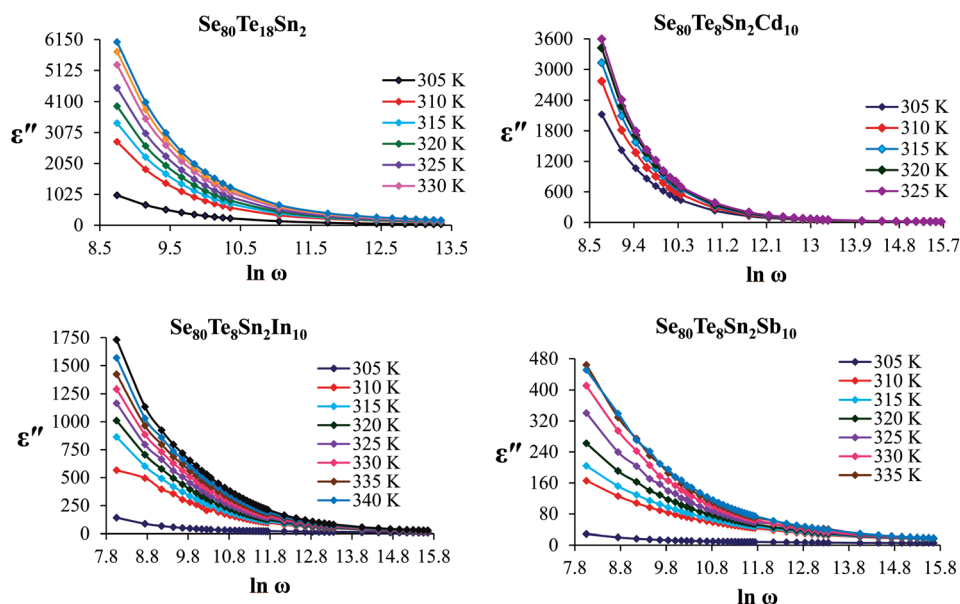 Se80Te18Sn2
6150
5125
4100
3075
2050
1025
0
ε″
8.5 9.5 10.5 11.5 12.5 13.5
ln ω
305 K
310 K
315 K
320 K
325 K
330 K
Se80Te8Sn2Cd10
3600
3000
2400
1800
1200
600
0
ε″
8.5 9.4 10.3 11.2 12.1 13 13.9 14.8 15.7
ln ω
305 K
310 K
315 K
320 K
325 K
Se80Te8Sn2In10
1750
1500
1250
1000
750
500
250
0
ε″
7.8 8.8 9.8 10.8 11.8 12.8 13.8 14.8 15.8
ln ω
305 K
310 K
315 K
320 K
325 K
330 K
335 K
340 K
Se80Te8Sn2Sb10
480
400
320
240
160
80
0
ε″
7.8 8.8 9.8 10.8 11.8 12.8 13.8 14.8 15.8
ln ω
305 K
310 K
315 K
320 K
325 K
330 K
335 K